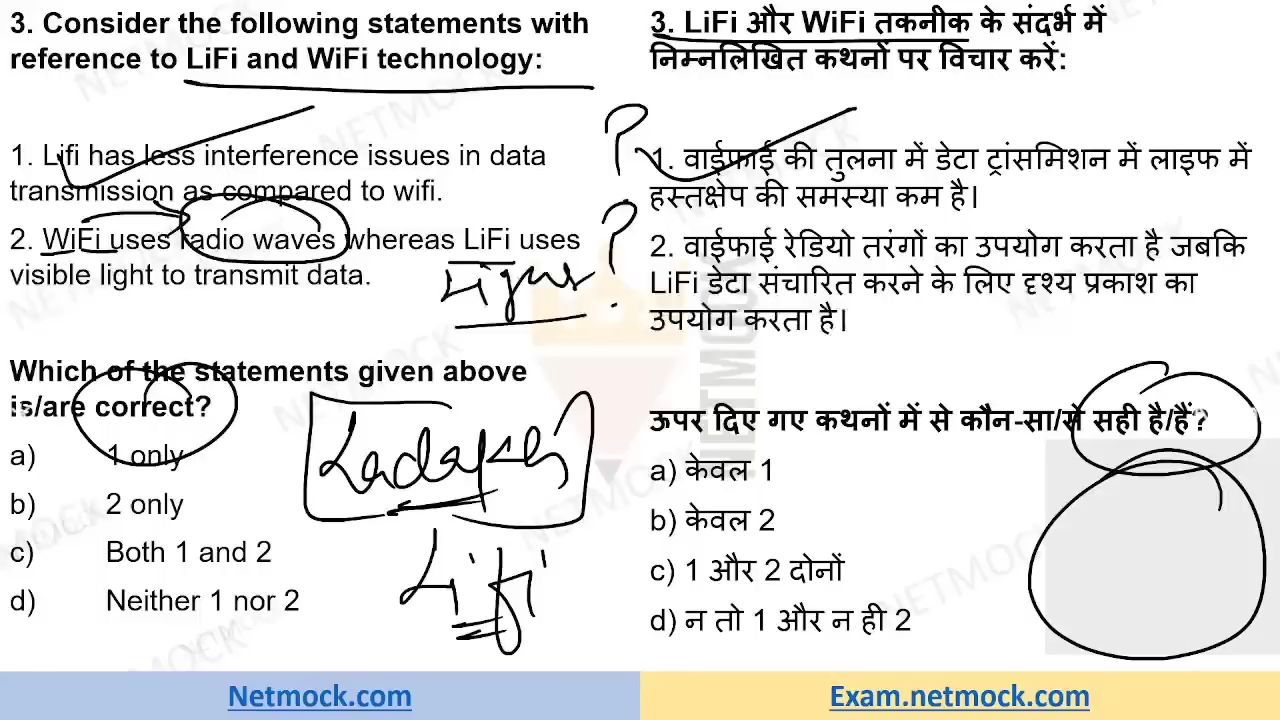 3. Consider the following statements with
reference to LiFi and WiFi technology:
1. Lifi has less interference issues in data
transmission as compared to wifi.
2. WiFi uses radio waves whereas LiFi uses
visible light to transmit data.
Which of the statements given above
is/are correct?
a) 1 only
b) 2 only
c) Both 1 and 2
d) Neither 1 nor 2
Li fi
3. LiFi और WiFi तकनीक के संदर्भ में
निम्नलिखित कथनों पर विचार करें:
?
1. वाईफाई की तुलना में डेटा ट्रांसमिशन में लाइफ में
हस्तक्षेप की समस्या कम है।
?
2. वाईफाई रेडियो तरंगों का उपयोग करता है जबकि
LiFi डेटा संचारित करने के लिए दृश्य प्रकाश का
उपयोग करता है।
ऊपर दिए गए कथनों में से कौन-सा/से सही है/हैं?
a) केवल 1
b) केवल 2
c) 1 और 2 दोनों
d) न तो 1 और न ही 2
NETMOCK
Netmock.com
Exam.netmock.com